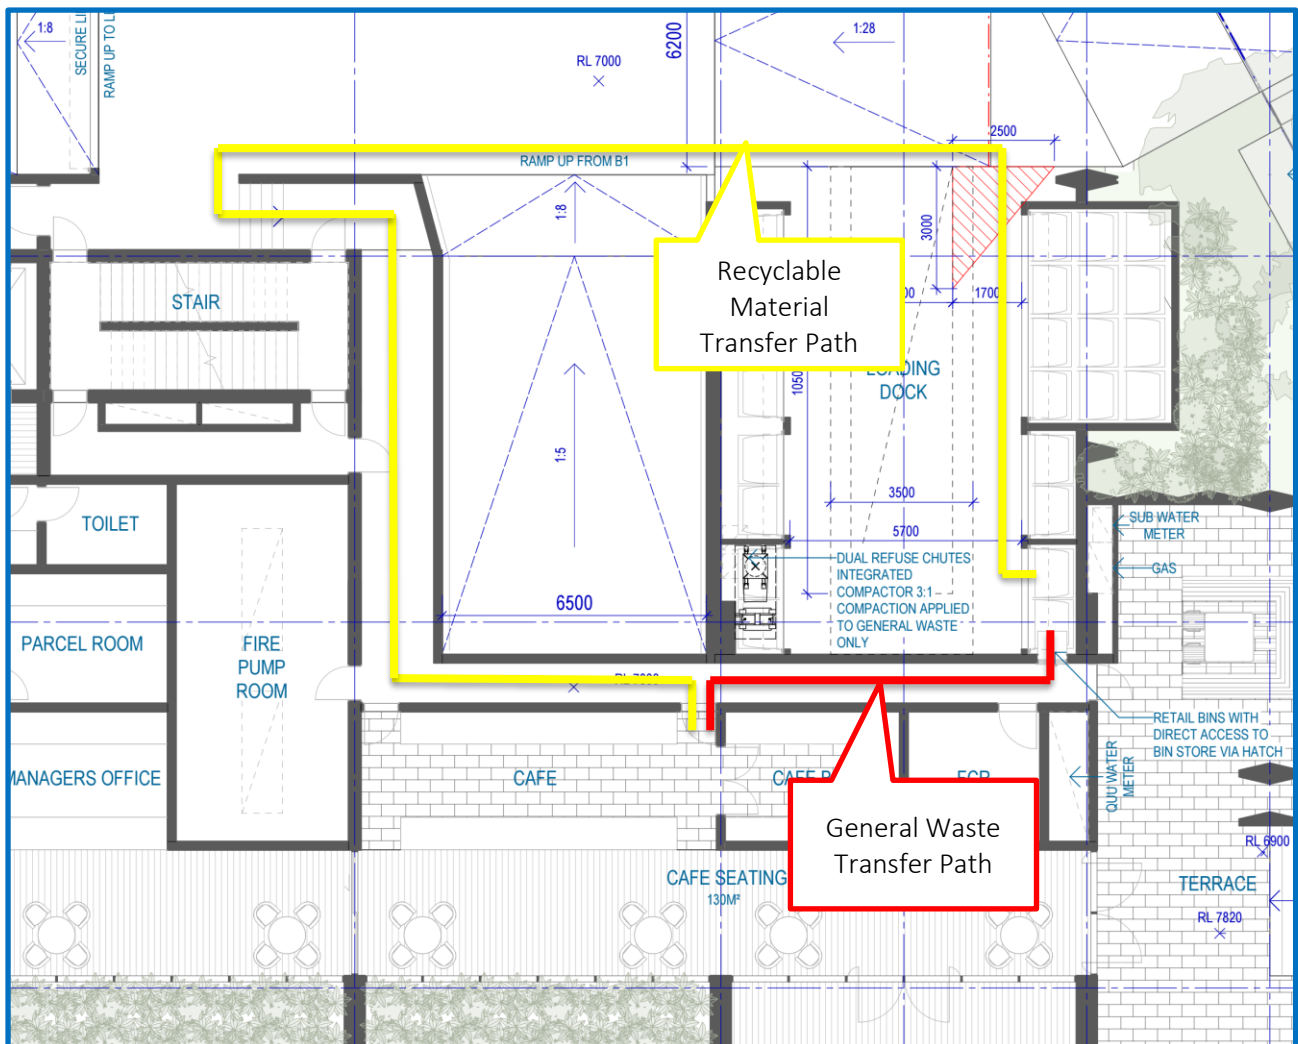 1:8
SECURE LI
RAMP UP TO L
RL 7000
6200
1:28
2500
RAMP UP FROM B1
1:8
3000
Recyclable
Material
Transfer Path
00
1700
STAIR
LOADING
DOCK
1050
1:5
3500
5700
TOILET
SUB WATER
METER
GAS
DUAL REFUSE CHUTES
INTEGRATED
COMPACTOR 3:1
COMPACTION APPLIED
TO GENERAL WASTE
ONLY
6500
PARCEL ROOM
FIRE
PUMP
ROOM
RETAIL BINS WITH
DIRECT ACCESS TO
BIN STORE VIA HATCH
MANAGERS OFFICE
CAFE
CAFE
QUU WATER
METER
General Waste
Transfer Path
RL 6900
CAFE SEATING
130M²
TERRACE
RL 7820